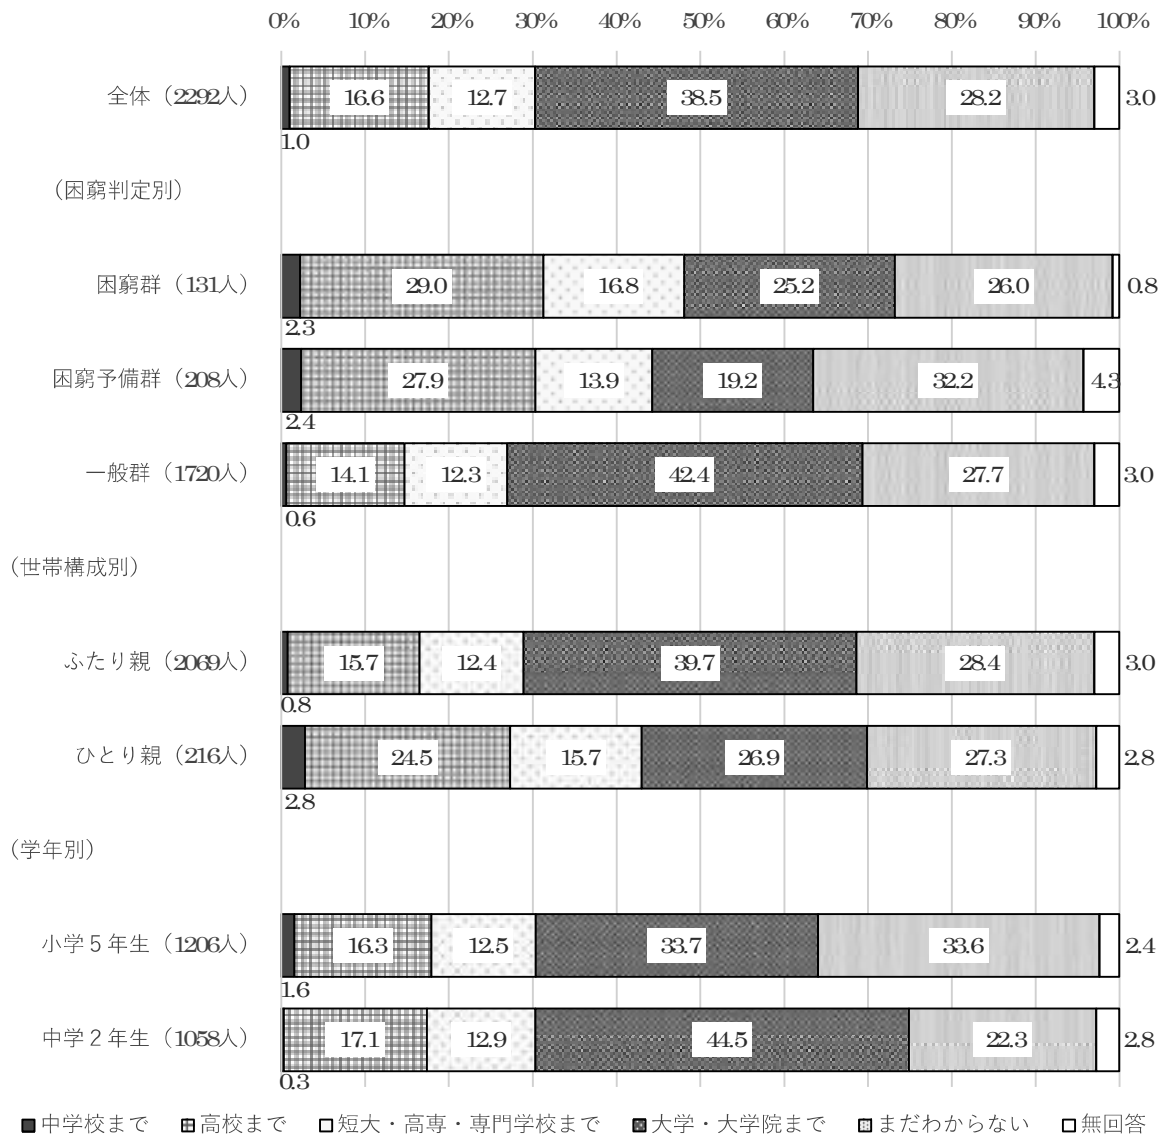 0% 10% 20% 30% 40% 50% 60% 70% 80% 90% 100%
全体（2292人） 16.6 12.7 38.5 28.2 3.0
1.0
（困窮判定別）
困窮群（131人） 29.0 16.8 25.2 26.0 0.8
2.3
困窮予備群（208人） 27.9 13.9 19.2 32.2 4.3
2.4
一般群（1720人） 14.1 12.3 42.4 27.7 3.0
0.6
（世帯構成別）
ふたり親（2069人） 15.7 12.4 39.7 28.4 3.0
0.8
ひとり親（216人） 24.5 15.7 26.9 27.3 2.8
2.8
（学年別）
小学５年生（1206人） 16.3 12.5 33.7 33.6 2.4
1.6
中学２年生（1058人） 17.1 12.9 44.5 22.3 2.8
0.3
中学校まで 高校まで 短大・高専・専門学校まで 大学・大学院まで まだわからない 無回答